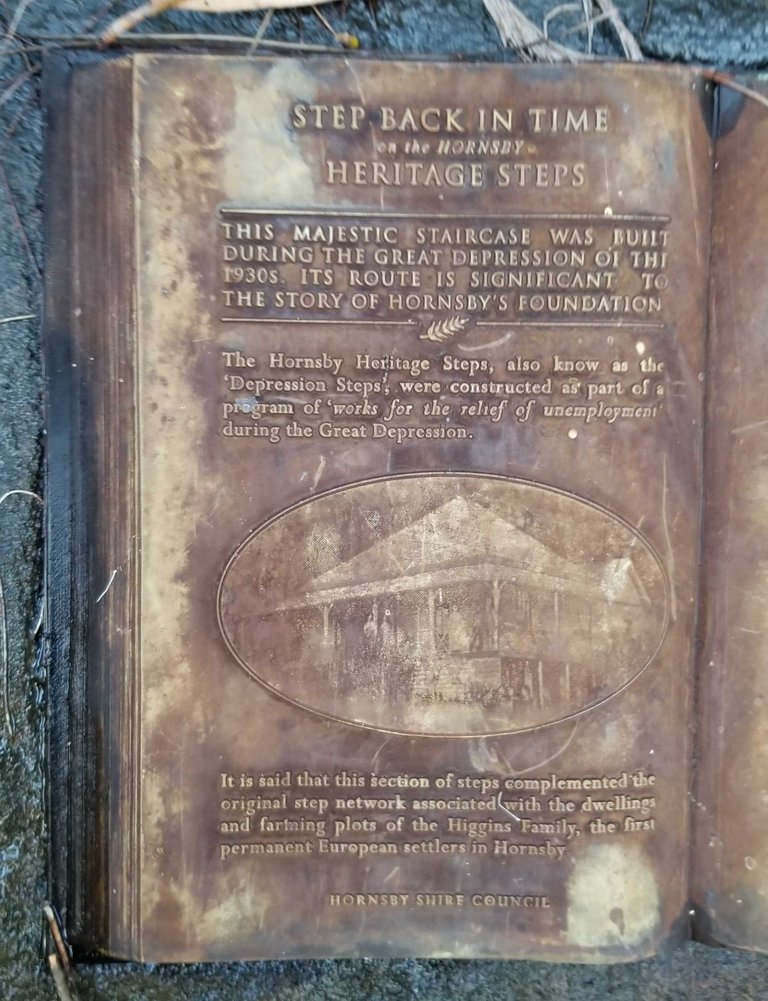 STEP BACK IN TIME
on the HORNSBY
HERITAGE STEPS
THIS MAJESTIC STAIRCASE WAS BUILT
DURING THE GREAT DEPRESSION OF THE
1930s. ITS ROUTE IS SIGNIFICANT TO
THE STORY OF HORNSBY'S FOUNDATION
The Hornsby Heritage Steps, also know as the
'Depression Steps', were constructed as part of a
program of 'works for the relief of unemployment'
during the Great Depression.
It is said that this section of steps complemented the
original step network associated with the dwellings
and farming plots of the Higgins Family, the first
permanent European settlers in Hornsby
HORNSBY SHIRE COUNCIL